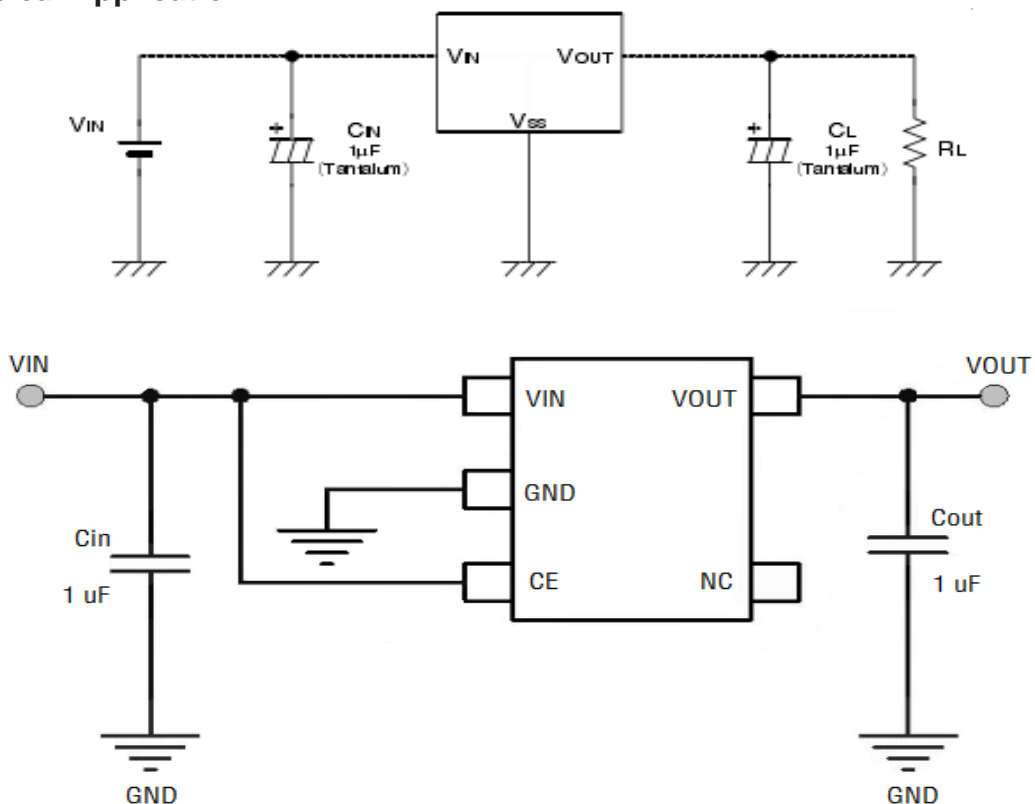 VIN VOUT
VSS
VIN
CIN
1µF
(Tantalum)
CL
1µF
(Tantalum)
RL
VIN
VOUT
VIN VOUT
GND
CE NC
Cin
1 uF
Cout
1 uF
GND
GND